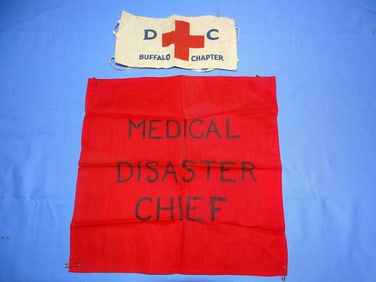 D C
BUFFALO CHAPTER
MEDICAL
DISASTER
CHIEF